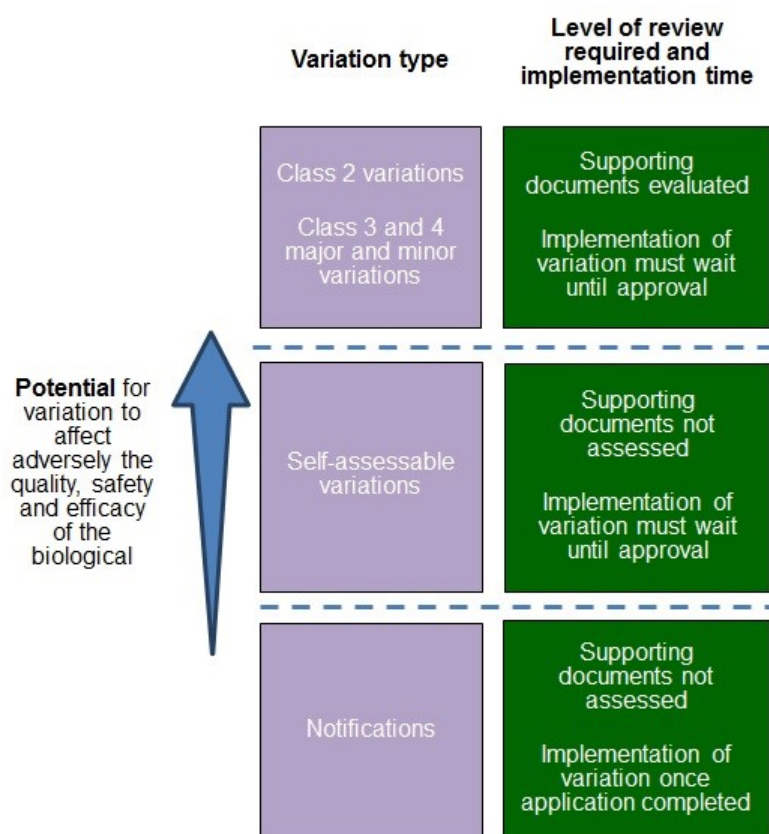 Variation type
Level of review
required and
implementation time
Class 2 variations
Class 3 and 4
major and minor
variations
Supporting
documents evaluated
Implementation of
variation must wait
until approval
Potential for
variation to
affect
adversely the
quality, safety
and efficacy
of the
biological
Self-assessable
variations
Supporting
documents not
assessed
Implementation of
variation must wait
until approval
Notifications
Supporting
documents not
assessed
Implementation of
variation once
application completed